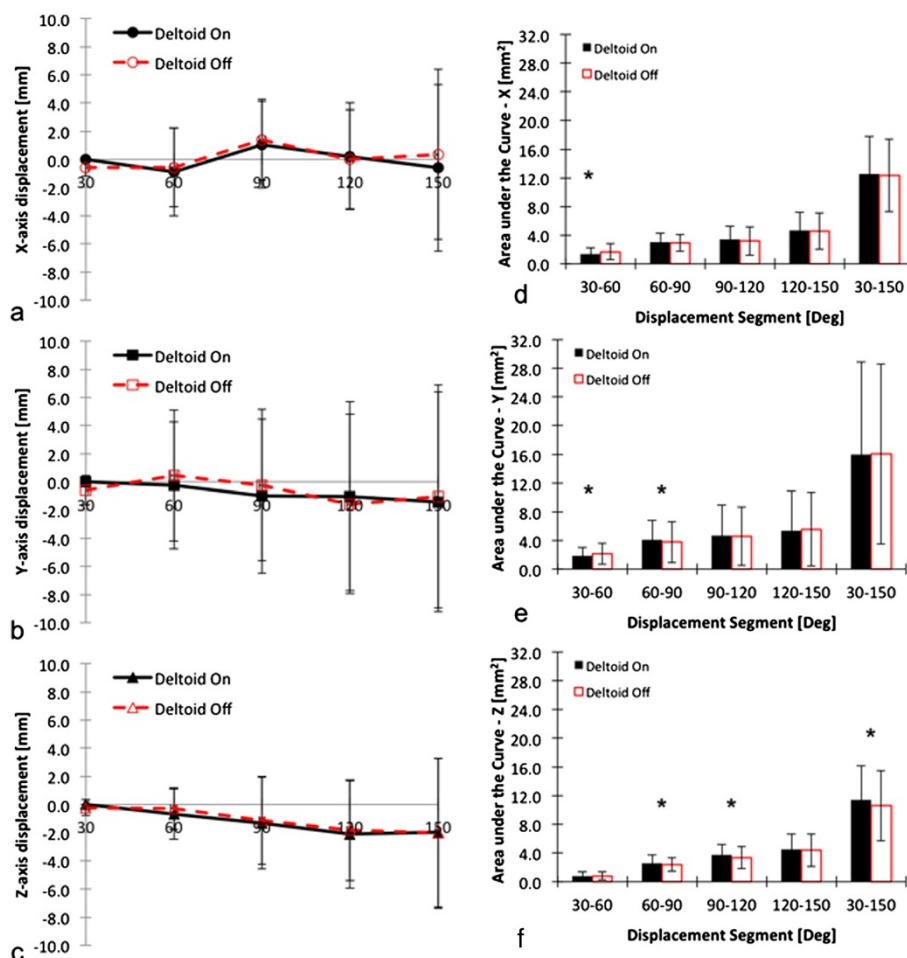 10.0
8.0
6.0
4.0
2.0
0.0
-2.0
-4.0
-6.0
-8.0
-10.0
X-axis displacement [mm]
Deltoid On
Deltoid Off
30 60 90 120 150
a
10.0
8.0
6.0
4.0
2.0
0.0
-2.0
-4.0
-6.0
-8.0
-10.0
Y-axis displacement [mm]
Deltoid On
Deltoid Off
30 60 90 120 150
b
10.0
8.0
6.0
4.0
2.0
0.0
-2.0
-4.0
-6.0
-8.0
-10.0
Z-axis displacement [mm]
Deltoid On
Deltoid Off
30 60 90 120 150
c
32.0
28.0
24.0
20.0
16.0
12.0
8.0
4.0
0.0
Area under the Curve - X [mm²]
Deltoid On
Deltoid Off
*
30-60 60-90 90-120 120-150 30-150
Displacement Segment [Deg]
d
32.0
28.0
24.0
20.0
16.0
12.0
8.0
4.0
0.0
Area under the Curve - Y [mm²]
Deltoid On
Deltoid Off
* *
30-60 60-90 90-120 120-150 30-150
Displacement Segment [Deg]
e
32.0
28.0
24.0
20.0
16.0
12.0
8.0
4.0
0.0
Area under the Curve - Z [mm²]
Deltoid On
Deltoid Off
* * *
30-60 60-90 90-120 120-150 30-150
Displacement Segment [Deg]
f